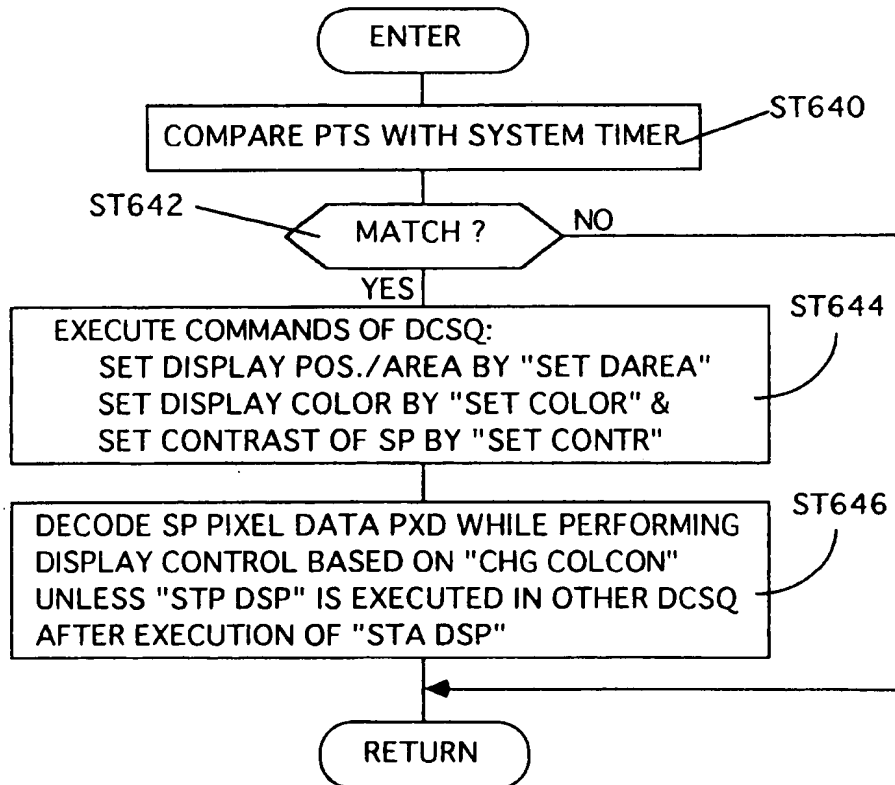 ENTER
ST640
COMPARE PTS WITH SYSTEM TIMER
ST642
MATCH ?
NO
YES
ST644
EXECUTE COMMANDS OF DCSQ:
SET DISPLAY POS./AREA BY "SET DAREA"
SET DISPLAY COLOR BY "SET COLOR" &
SET CONTRAST OF SP BY "SET CONTR"
ST646
DECODE SP PIXEL DATA PXD WHILE PERFORMING
DISPLAY CONTROL BASED ON "CHG COLCON"
UNLESS "STP DSP" IS EXECUTED IN OTHER DCSQ
AFTER EXECUTION OF "STA DSP"
RETURN